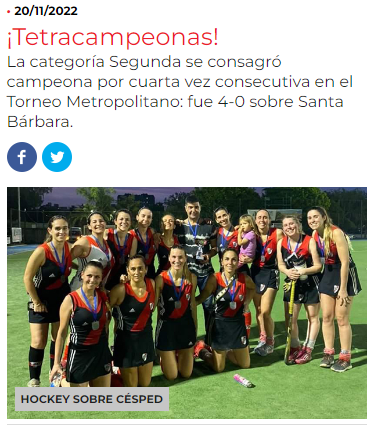 • 20/11/2022
¡Tetracampeonas!
La categoría Segunda se consagró
campeona por cuarta vez consecutiva en el
Torneo Metropolitano: fue 4-0 sobre Santa
Bárbara.
HOCKEY SOBRE CÉSPED